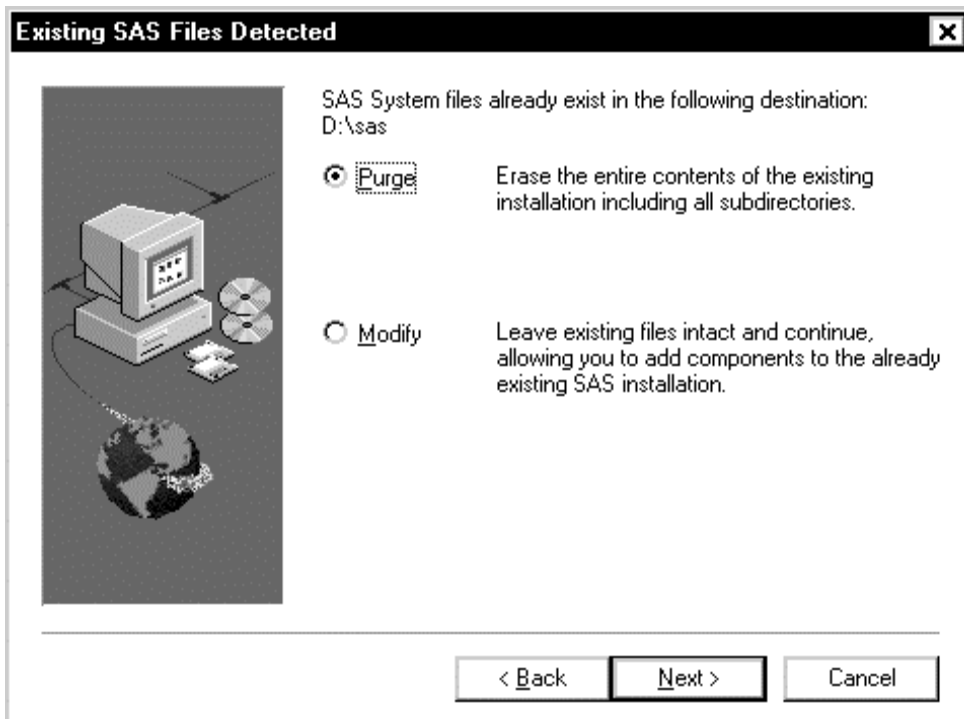 Existing SAS Files Detected
SAS System files already exist in the following destination:
D:\sas
Purge
Erase the entire contents of the existing
installation including all subdirectories.
Modify
Leave existing files intact and continue,
allowing you to add components to the already
existing SAS installation.
< Back
Next >
Cancel